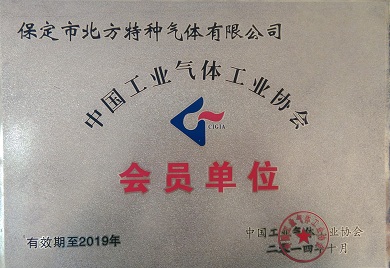 保定市北方特种气体有限公司
中国工业气体工业协会
CIGIA
会员单位
中国工业气体工业协会
有效期至2019年
二〇一四年十月